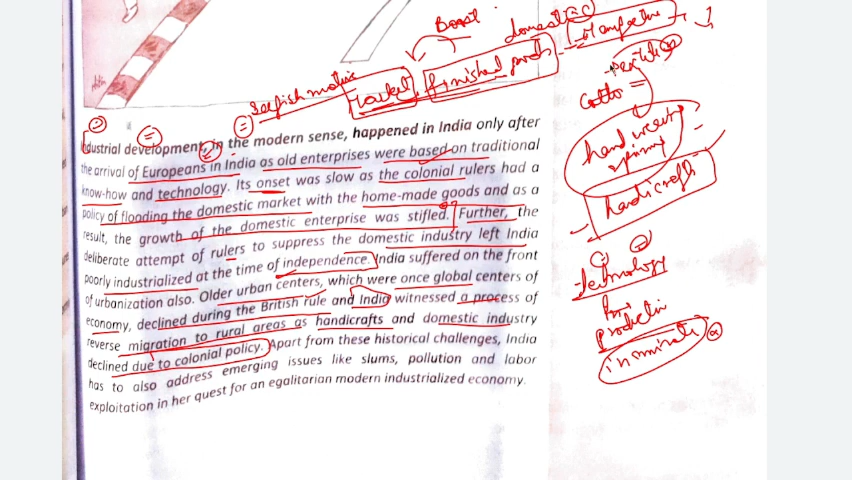 Boost
domestic
Selfish motive
market
finished goods
textile
cotton
hand weaving
spinning
handicrafts
technology
production
Industrial development, in the modern sense, happened in India only after
the arrival of Europeans in India as old enterprises were based on traditional
know-how and technology. Its onset was slow as the colonial rulers had a
policy of flooding the domestic market with the home-made goods and as a
result, the growth of the domestic enterprise was stifled. Further, the
deliberate attempt of rulers to suppress the domestic industry left India
poorly industrialized at the time of independence. India suffered on the front
of urbanization also. Older urban centers, which were once global centers of
economy, declined during the British rule and India witnessed a process of
reverse migration to rural areas as handicrafts and domestic industry
declined due to colonial policy. Apart from these historical challenges, India
has to also address emerging issues like slums, pollution and labor
exploitation in her quest for an egalitarian modern industrialized economy.